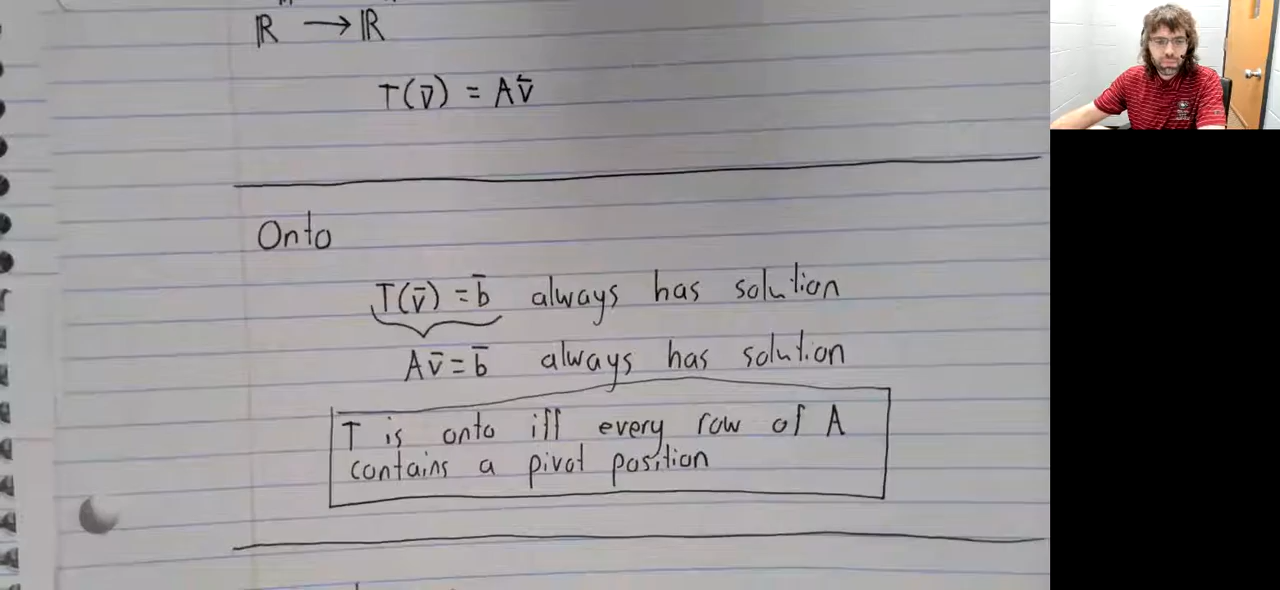 ℝ → ℝ
T(v̄) = Av̄
Onto
T(v̄) = b̄ always has solution
Av̄ = b̄ always has solution
T is onto iff every row of A
contains a pivot position